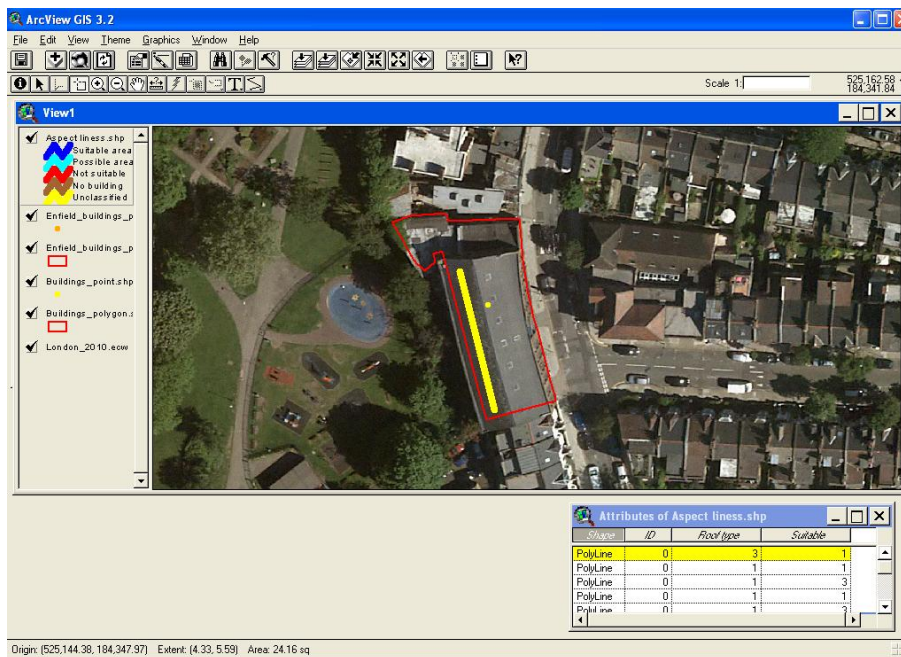 ArcView GIS 3.2
File Edit View Theme Graphics Window Help
Scale 1: 525,162.58
184,341.84
View1
Aspect liness.shp
Suitable area
Possible area
Not suitable
No building
Unclassified
Enfield_buildings_p
Enfield_buildings_p
Buildings_point.shp
Buildings_polygon.s
London_2010.ecw
Attributes of Aspect liness.shp
Shape ID Roof type Suitable
PolyLine 0 3 1
PolyLine 0 1 1
PolyLine 0 1 3
PolyLine 0 1 1
PolyLine 0 1 3
Origin: (525,144.38, 184,347.97) Extent: (4.33, 5.59) Area: 24.16 sq